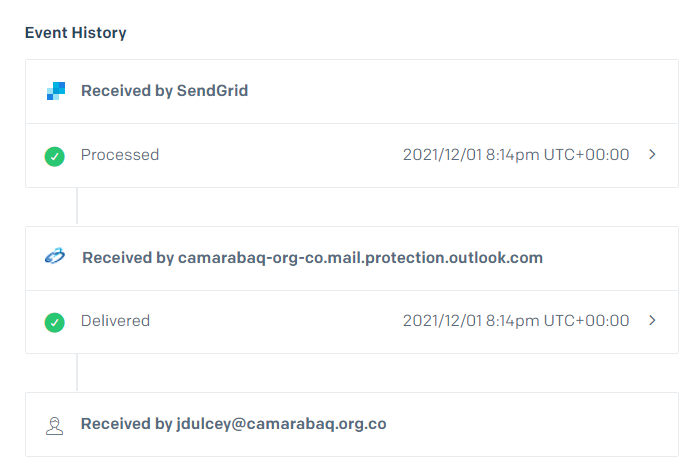 Event History
Received by SendGrid
Processed 2021/12/01 8:14pm UTC+00:00
Received by camarabaq-org-co.mail.protection.outlook.com
Delivered 2021/12/01 8:14pm UTC+00:00
Received by jdulcey@camarabaq.org.co